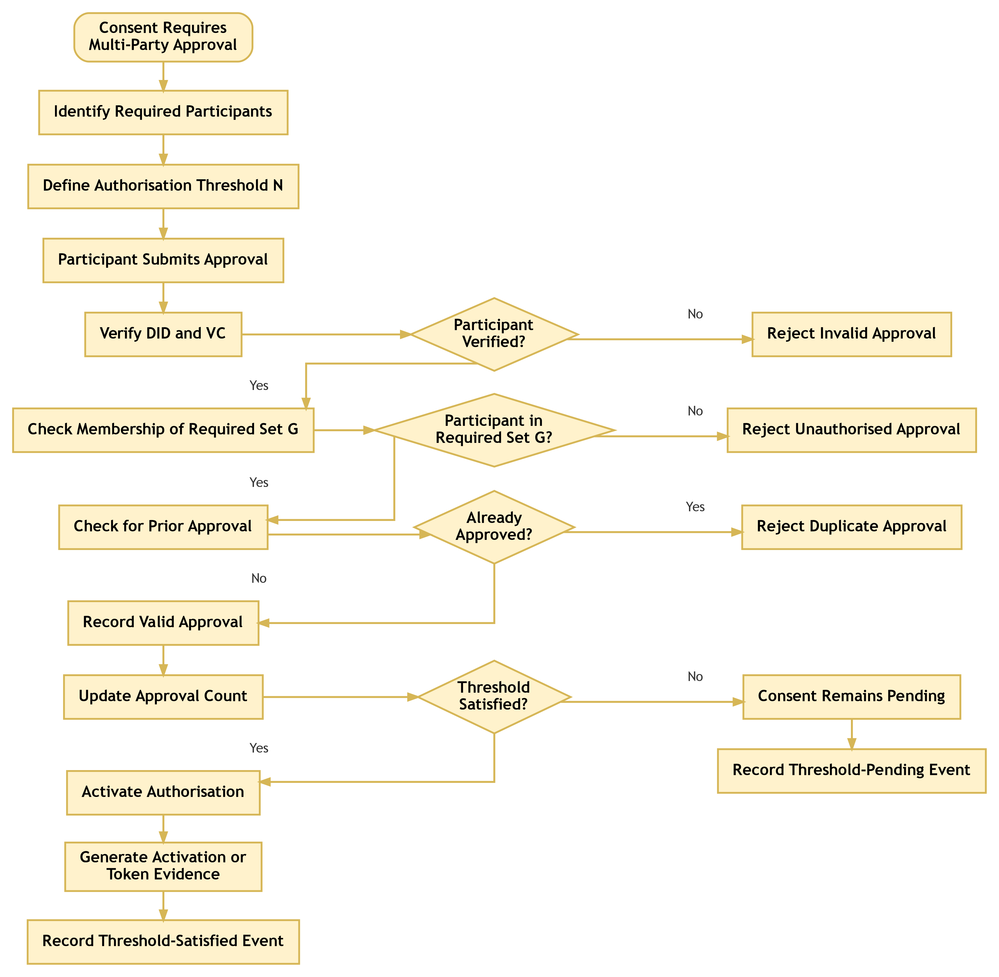 Consent Requires
Multi-Party Approval
Identify Required Participants
Define Authorisation Threshold N
Participant Submits Approval
Verify DID and VC
Participant
Verified?
No
Reject Invalid Approval
Yes
Check Membership of Required Set G
Participant in
Required Set G?
No
Reject Unauthorised Approval
Yes
Check for Prior Approval
Already
Approved?
Yes
Reject Duplicate Approval
No
Record Valid Approval
Update Approval Count
Threshold
Satisfied?
No
Consent Remains Pending
Record Threshold-Pending Event
Yes
Activate Authorisation
Generate Activation or
Token Evidence
Record Threshold-Satisfied Event